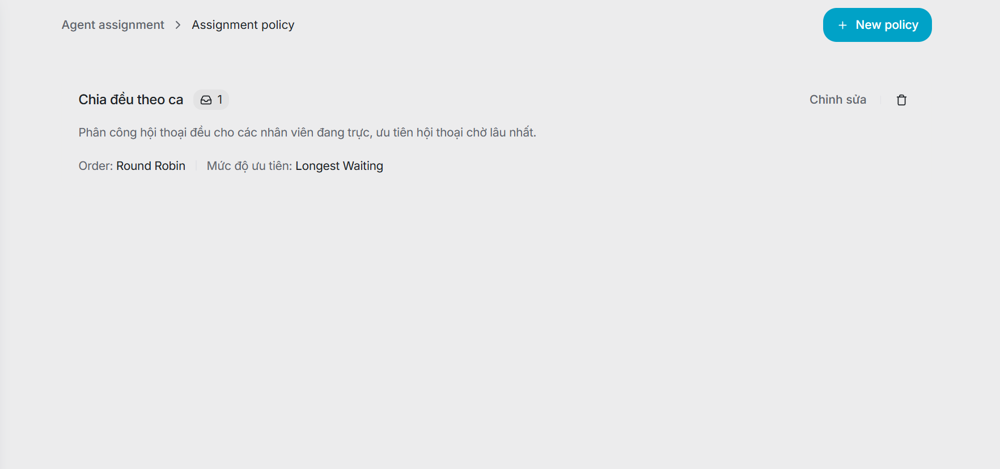 Agent assignment > Assignment policy
+ New policy
Chia đều theo ca 1
Chỉnh sửa
Phân công hội thoại đều cho các nhân viên đang trực, ưu tiên hội thoại chờ lâu nhất.
Order: Round Robin | Mức độ ưu tiên: Longest Waiting